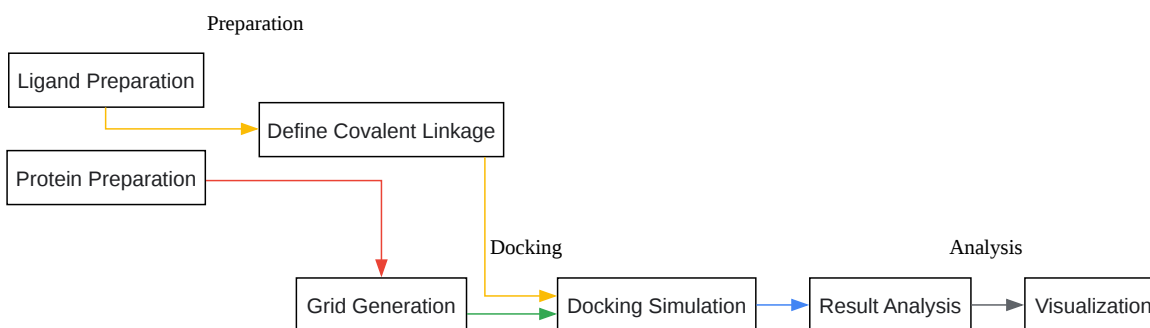 Preparation
Ligand Preparation
Define Covalent Linkage
Protein Preparation
Docking
Analysis
Grid Generation
Docking Simulation
Result Analysis
Visualization